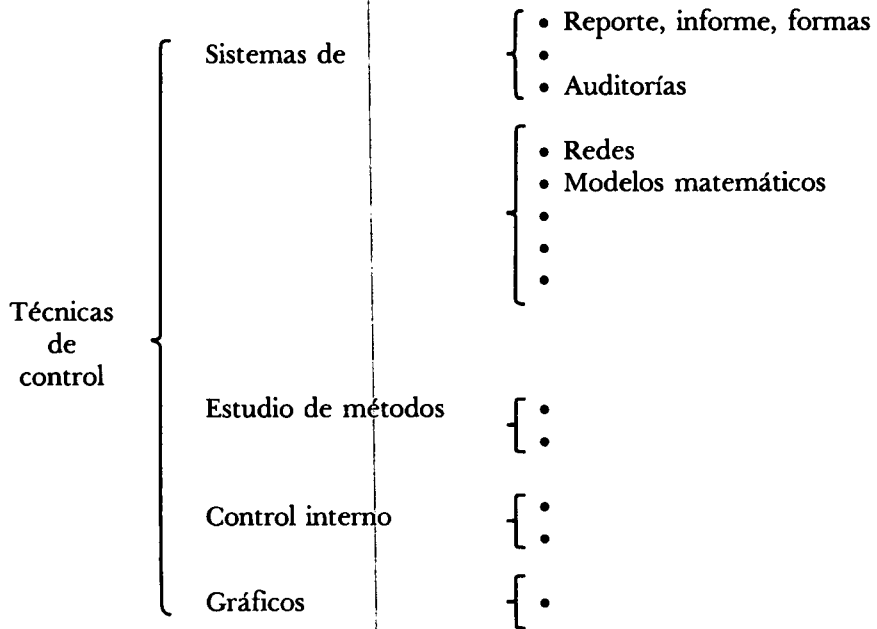 Sistemas de
• Reporte, informe, formas
•
• Auditorías
• Redes
• Modelos matemáticos
•
•
•
Técnicas
de
control
Estudio de métodos
•
•
Control interno
•
•
Gráficos
•